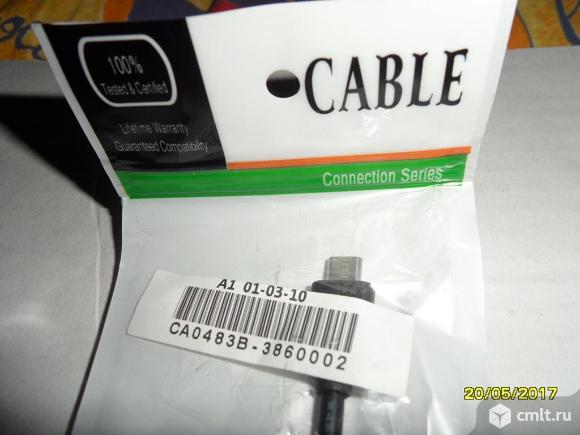 100%
Tested & Certified
Lifetime Warranty
Guaranteed Compatibility
CABLE
Connection Series
A1 01-03-10
CA0483B-3860002
20/05/2017
cmlt.ru